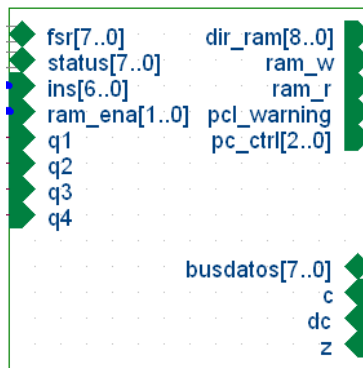 fsr[7..0] dir_ram[8..0]
status[7..0] ram_w
ins[6..0] ram_r
ram_ena[1..0] pcl_warning
q1 pc_ctrl[2..0]
q2
q3
q4
busdatos[7..0]
c
dc
z